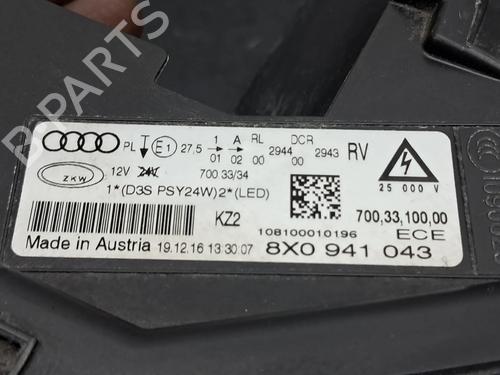 PL E1 27,5 1 A RL DCR RV
01 02 00 2944 00 2943
ZKW 12V 700 33/34 25 000 V
1*(D3S PSY24W) 2*(LED)
KZ2 700,33,100,00
108100010196 ECE
Made in Austria 19.12.16 13:30:07 8X0 941 043
B-PARTS